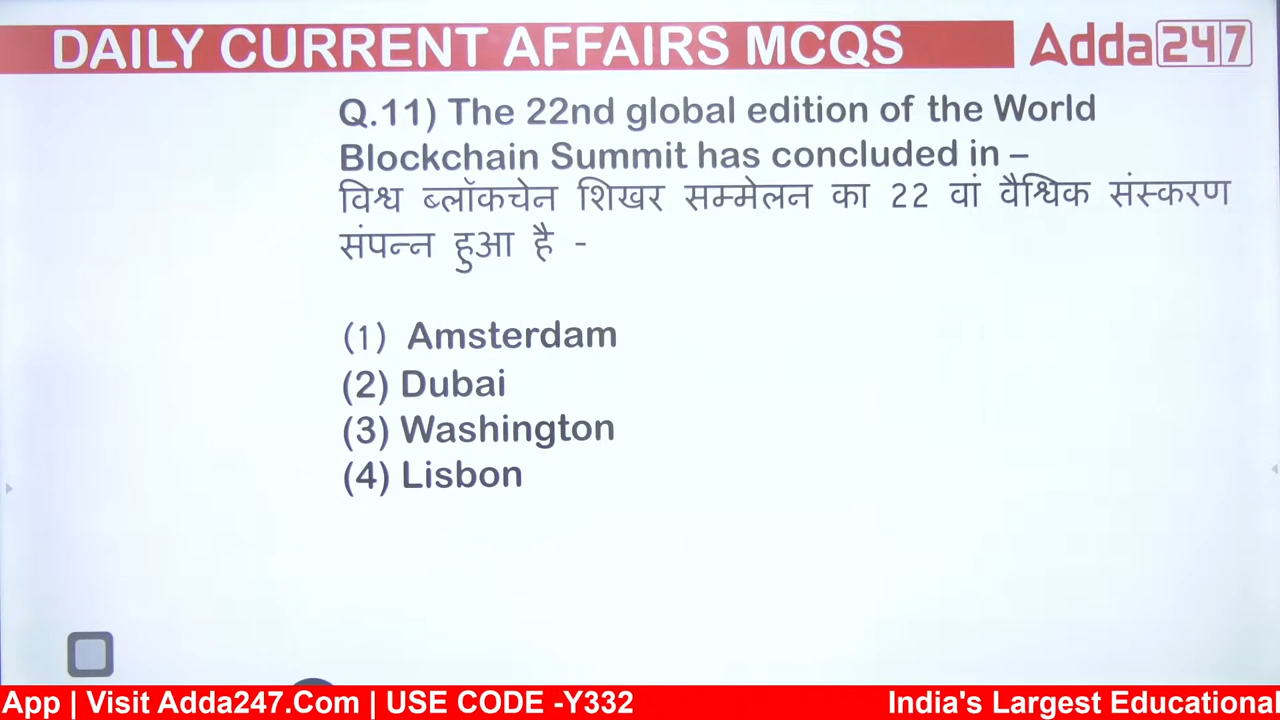 DAILY CURRENT AFFAIRS MCQS
Adda247
Q.11) The 22nd global edition of the World
Blockchain Summit has concluded in –
विश्व ब्लॉकचेन शिखर सम्मेलन का 22 वां वैश्विक संस्करण
संपन्न हुआ है -
(1) Amsterdam
(2) Dubai
(3) Washington
(4) Lisbon
App | Visit Adda247.Com | USE CODE -Y332
India's Largest Educational